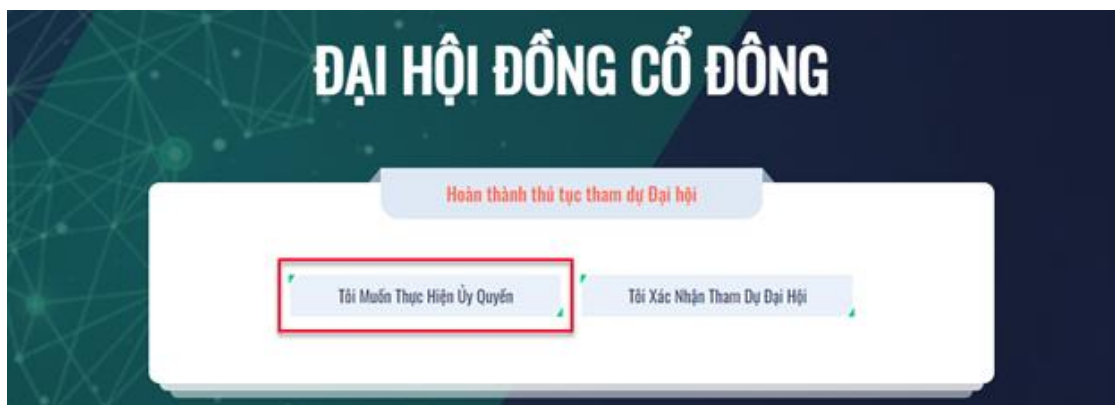 ĐẠI HỘI ĐỒNG CỔ ĐÔNG
Hoàn thành thủ tục tham dự Đại hội
Tôi Muốn Thực Hiện Ủy Quyền
Tôi Xác Nhận Tham Dự Đại Hội